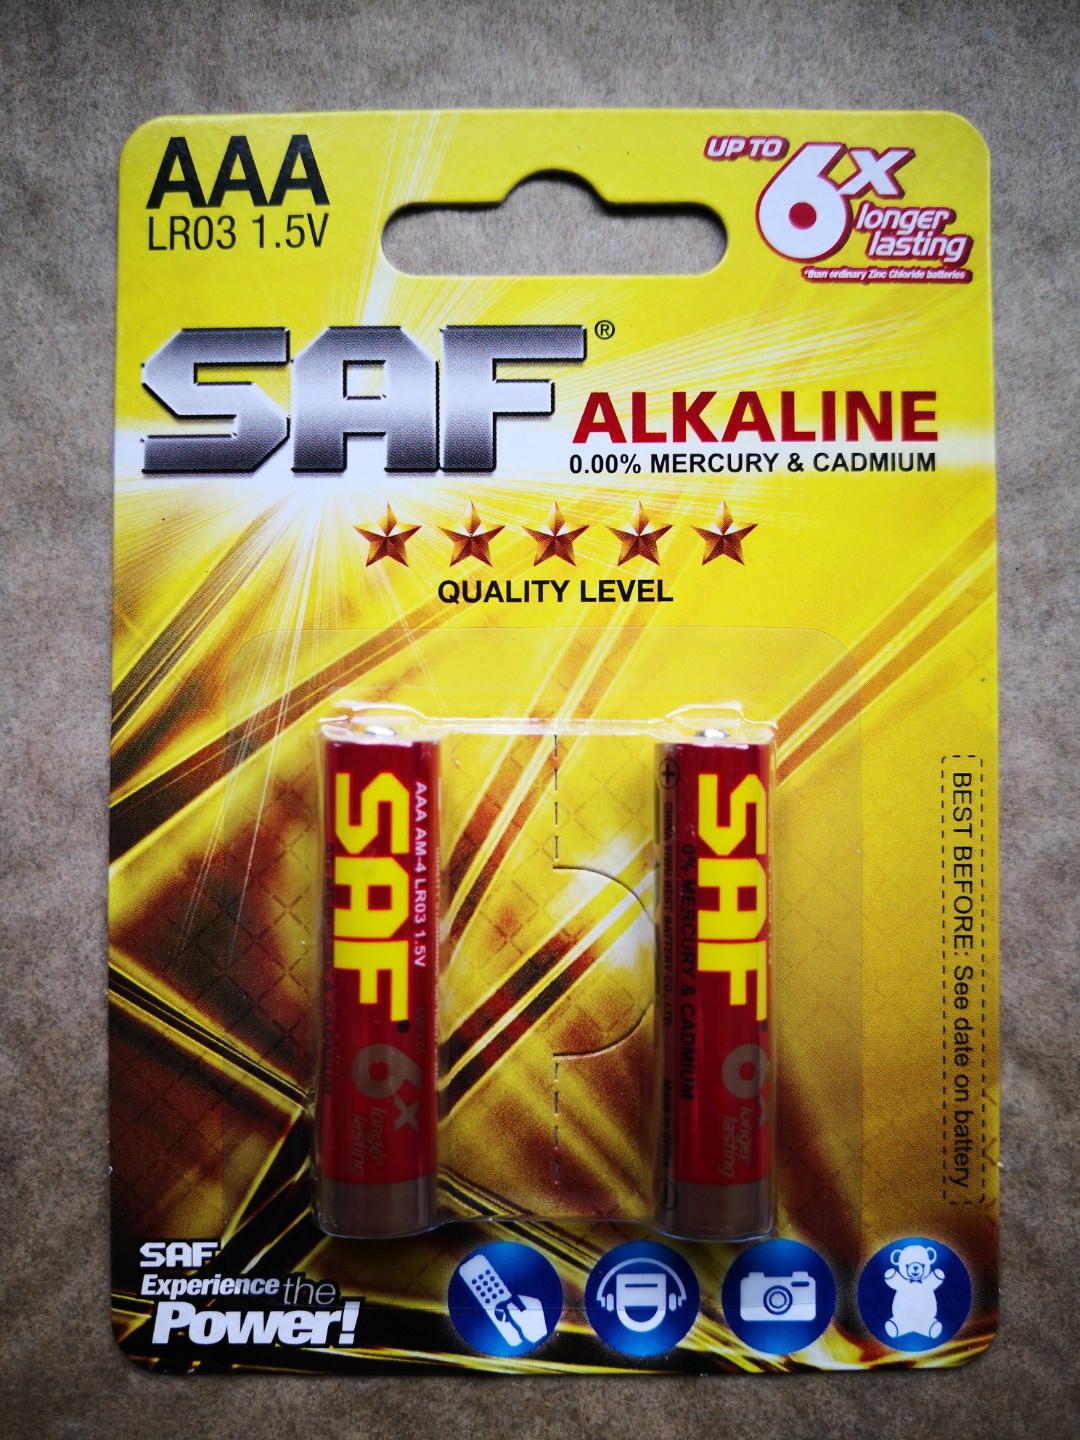 AAA
LR03 1.5V
UP TO
6x
longer
lasting
*than ordinary Zinc Chloride batteries
SAF®
ALKALINE
0.00% MERCURY & CADMIUM
QUALITY LEVEL
AAA AM-4 LR03 1.5V
SAF
6x
longer
lasting
SAF
0% MERCURY & CADMIUM
6x
longer
lasting
BEST BEFORE: See date on battery
SAF
Experience the
Power!